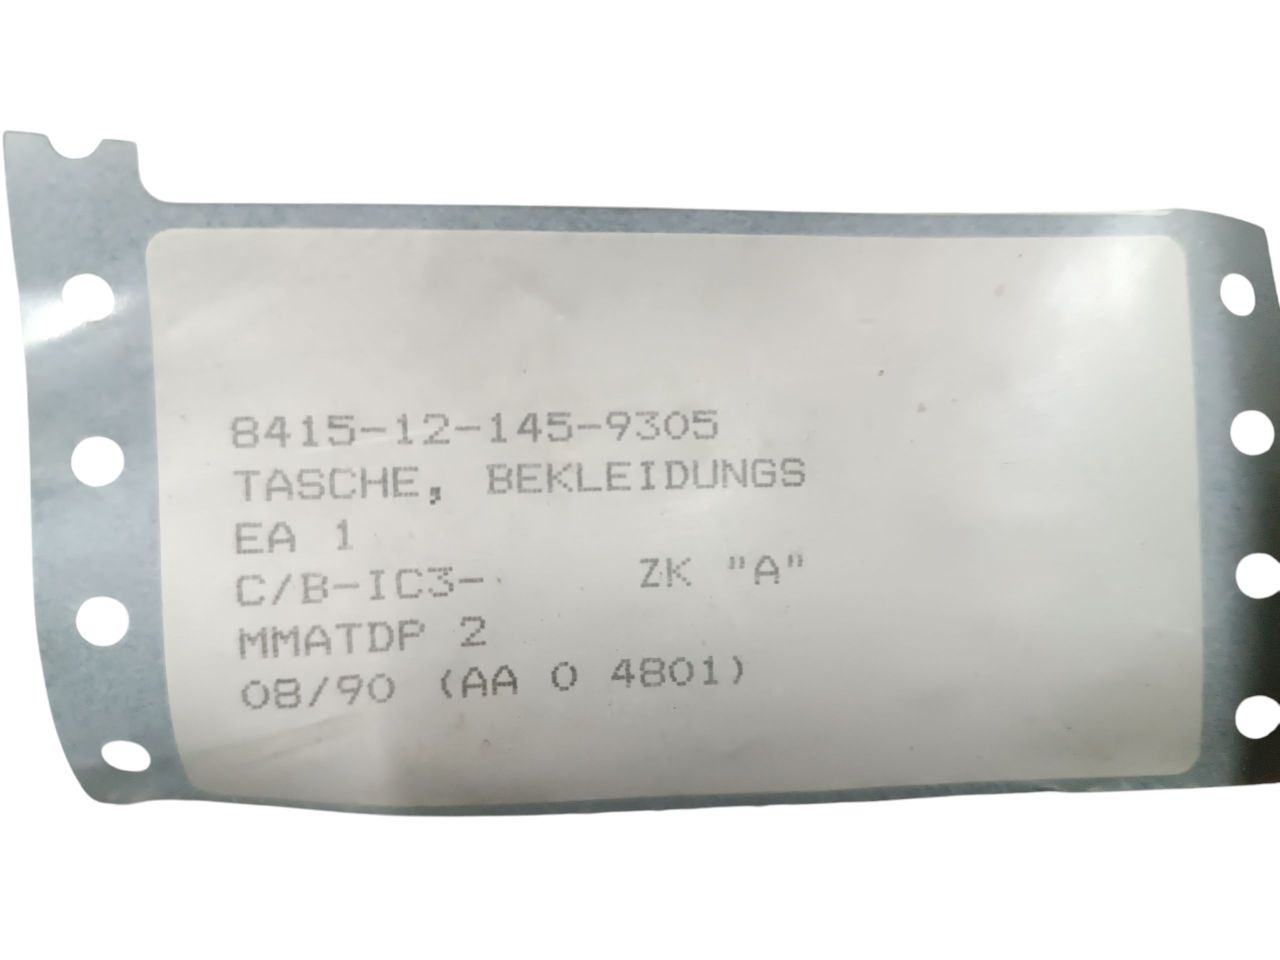 8415-12-145-9305
TASCHE, BEKLEIDUNGS
EA 1
C/B-IC3- ZK "A"
MMATDP 2
08/90 (AA 0 4801)